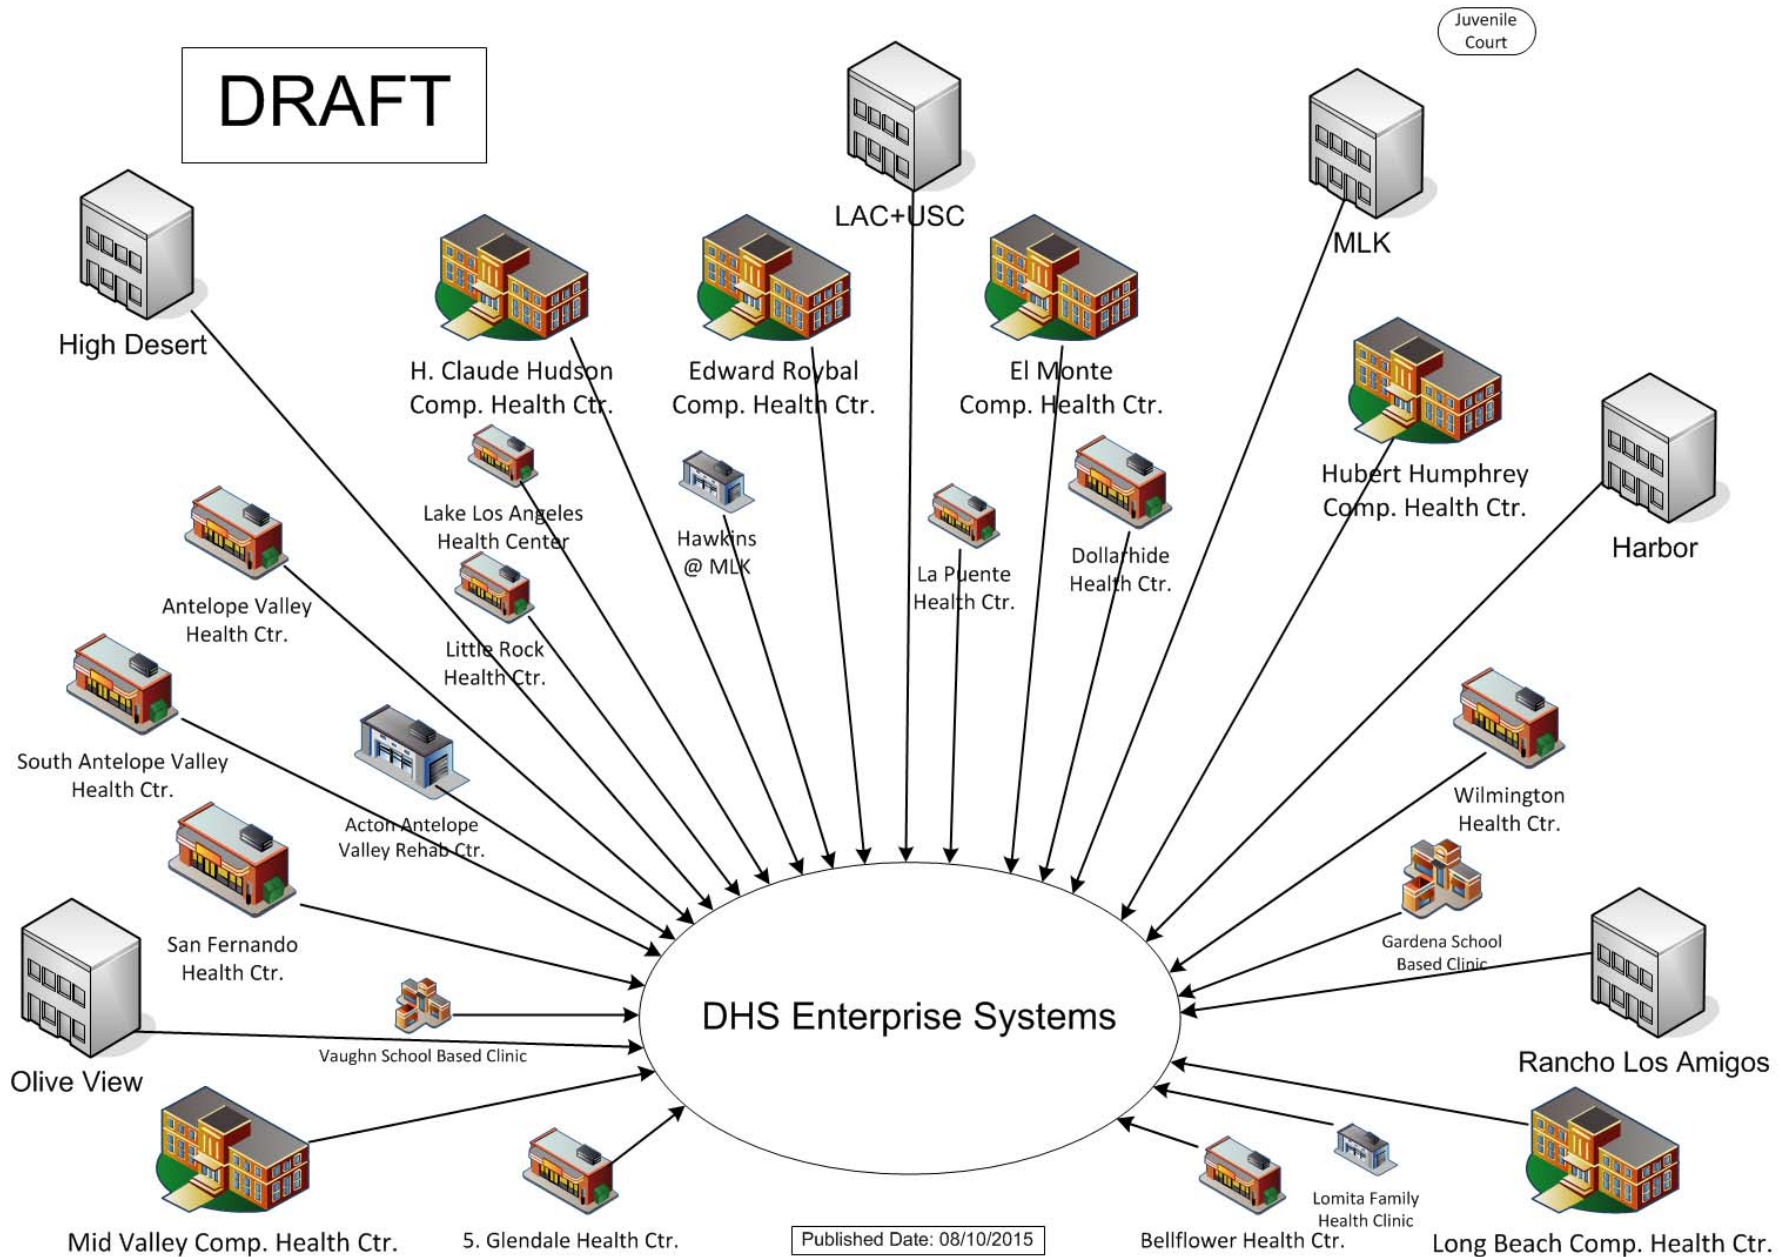 Juvenile
Court
DRAFT
LAC+USC
MLK
High Desert
H. Claude Hudson
Comp. Health Ctr.
Edward Roybal
Comp. Health Ctr.
El Monte
Comp. Health Ctr.
Hubert Humphrey
Comp. Health Ctr.
Harbor
Lake Los Angeles
Health Center
Hawkins
@ MLK
La Puente
Health Ctr.
Dollarhide
Health Ctr.
Antelope Valley
Health Ctr.
Little Rock
Health Ctr.
South Antelope Valley
Health Ctr.
Acton Antelope
Valley Rehab Ctr.
Wilmington
Health Ctr.
San Fernando
Health Ctr.
Gardena School
Based Clinic
DHS Enterprise Systems
Vaughn School Based Clinic
Olive View
Rancho Los Amigos
Mid Valley Comp. Health Ctr.
5. Glendale Health Ctr.
Published Date: 08/10/2015
Bellflower Health Ctr.
Lomita Family
Health Clinic
Long Beach Comp. Health Ctr.